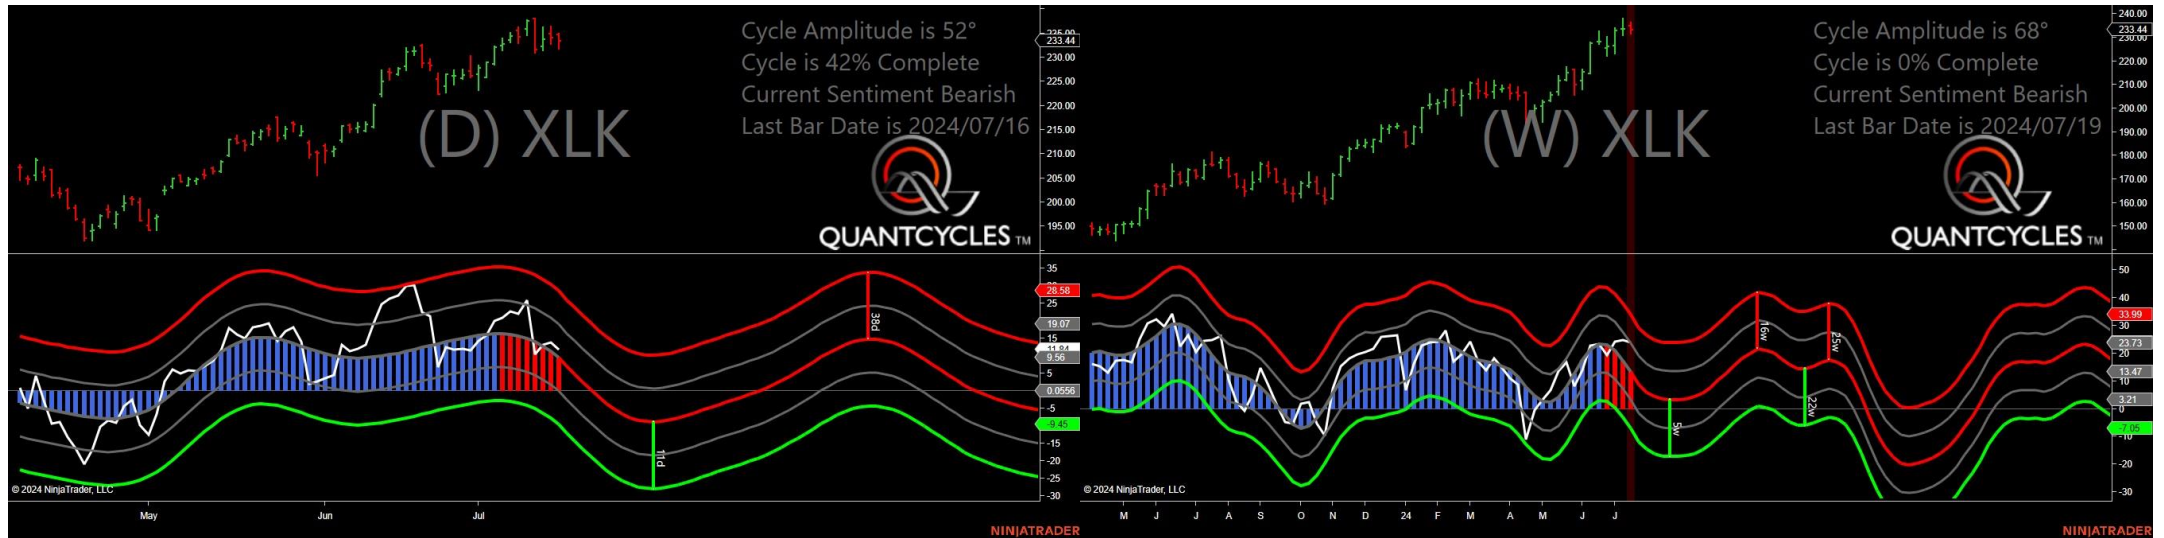 Cycle Amplitude is 52°
Cycle is 42% Complete
Current Sentiment Bearish
Last Bar Date is 2024/07/16
(D) XLK
QUANTCYCLES TM
233.44
230.00
225.00
220.00
215.00
210.00
205.00
200.00
195.00
35
28.58
25
19.07
15
9.56
5
0.0556
-5
-9.45
-15
-20
-25
-30
38d
11d
© 2024 NinjaTrader, LLC
May Jun Jul
NINJATRADER
Cycle Amplitude is 68°
Cycle is 0% Complete
Current Sentiment Bearish
Last Bar Date is 2024/07/19
(W) XLK
QUANTCYCLES TM
240.00
233.44
230.00
220.00
210.00
200.00
190.00
180.00
170.00
160.00
150.00
50
40
33.99
30
23.73
20
13.47
10
3.21
0
-7.05
-10
-20
-30
16w
25w
5w
22w
© 2024 NinjaTrader, LLC
M J J A S O N D 24 F M A M J J
NINJATRADER